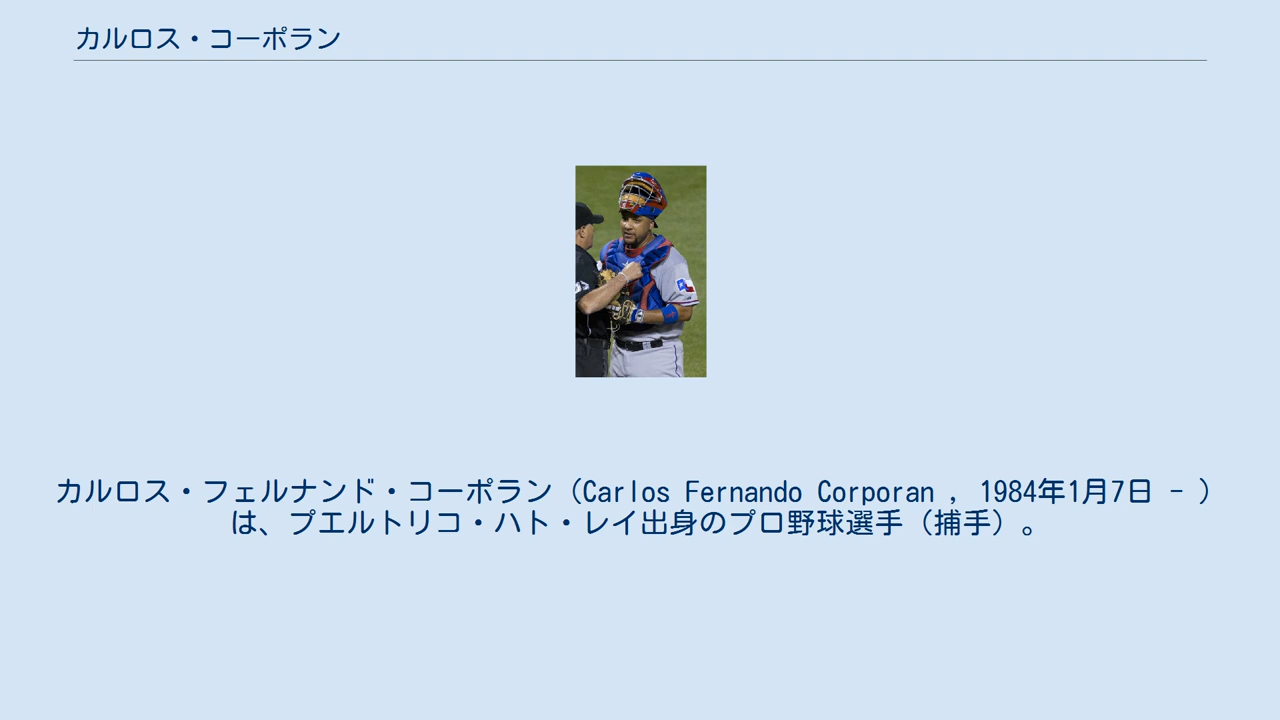 カルロス・コーポラン
カルロス・フェルナンド・コーポラン（Carlos Fernando Corporan , 1984年1月7日 - ）
は、プエルトリコ・ハト・レイ出身のプロ野球選手（捕手）。